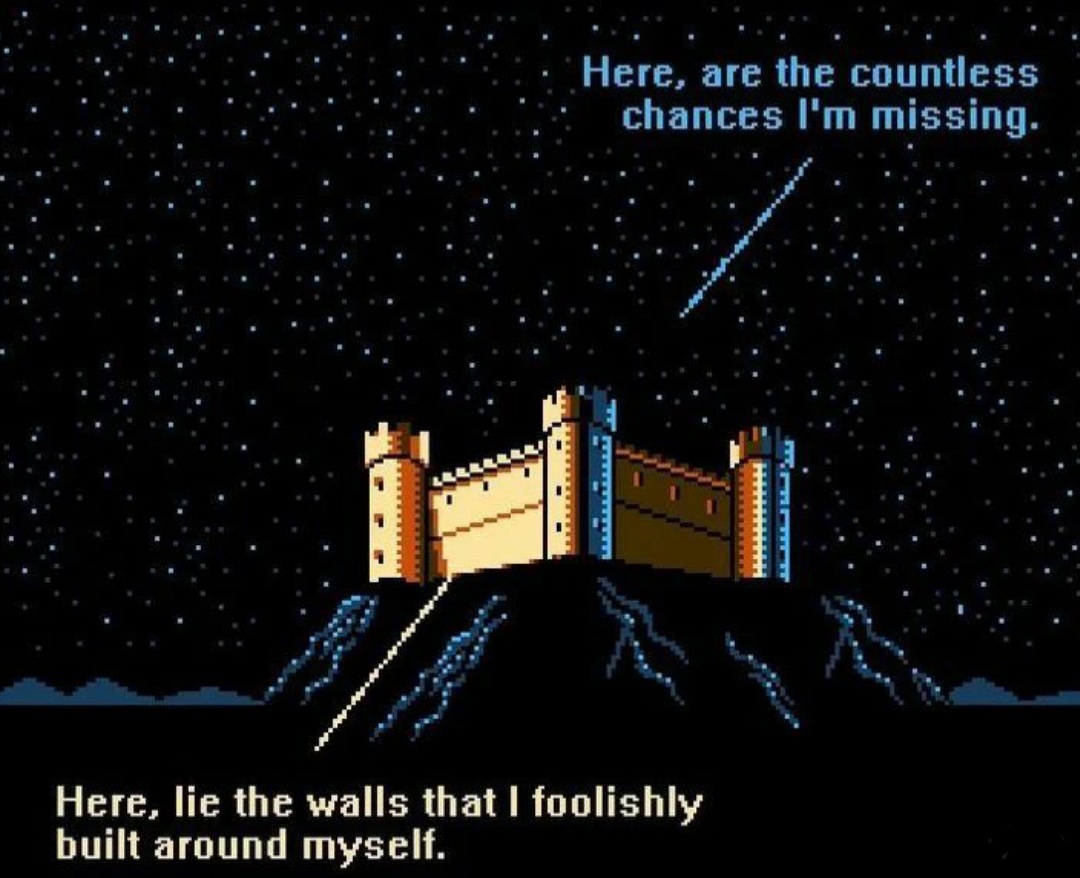 Here, are the countless
chances I'm missing.
Here, lie the walls that I foolishly
built around myself.